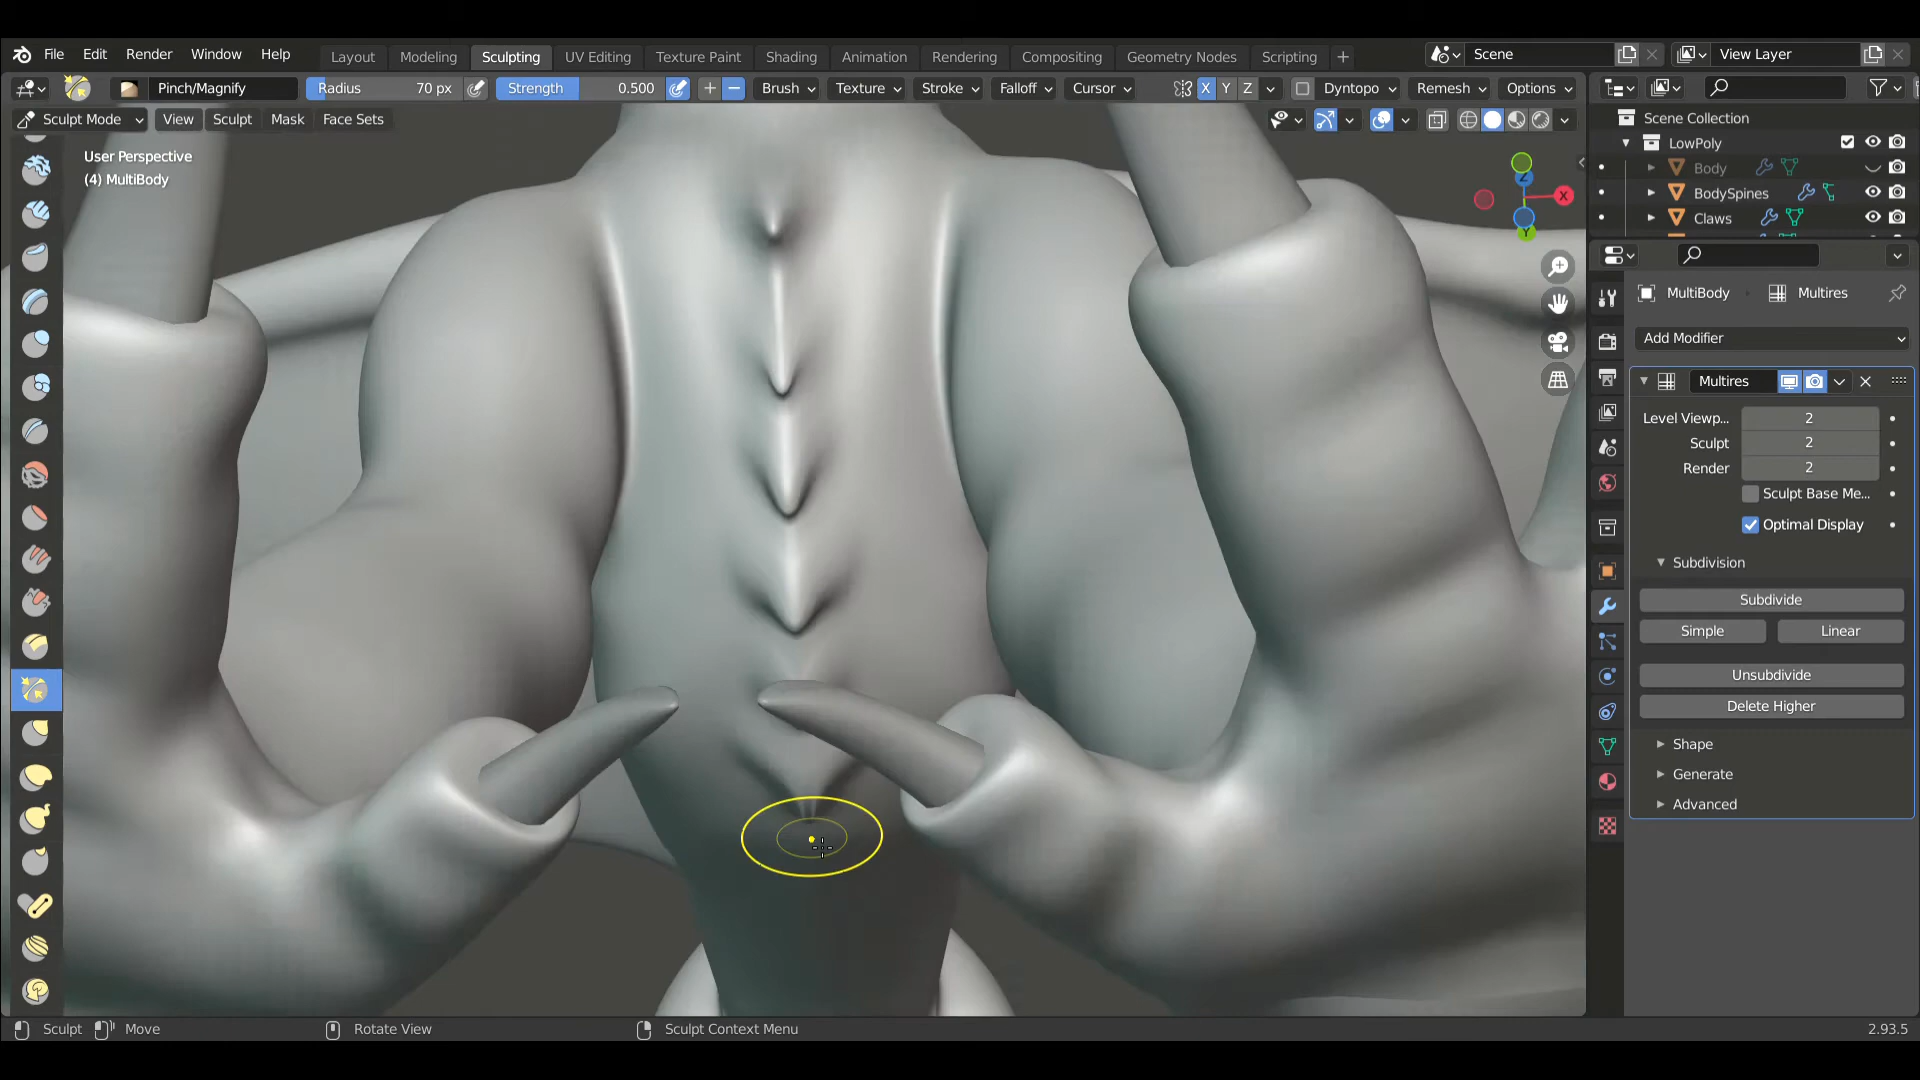 File Edit Render Window Help Layout Modeling Sculpting UV Editing Texture Paint Shading Animation Rendering Compositing Geometry Nodes Scripting + Scene View Layer
Pinch/Magnify Radius 70 px Strength 0.500 Brush Texture Stroke Falloff Cursor X Y Z Dyntopo Remesh Options
Sculpt Mode View Sculpt Mask Face Sets
Scene Collection
LowPoly
Body
BodySpines
Claws
User Perspective
(4) MultiBody
Z
X
Y
MultiBody Multires
Add Modifier
Multires
Level Viewp... 2
Sculpt 2
Render 2
Sculpt Base Me...
Optimal Display
Subdivision
Subdivide
Simple Linear
Unsubdivide
Delete Higher
Shape
Generate
Advanced
Sculpt Move Rotate View Sculpt Context Menu 2.93.5